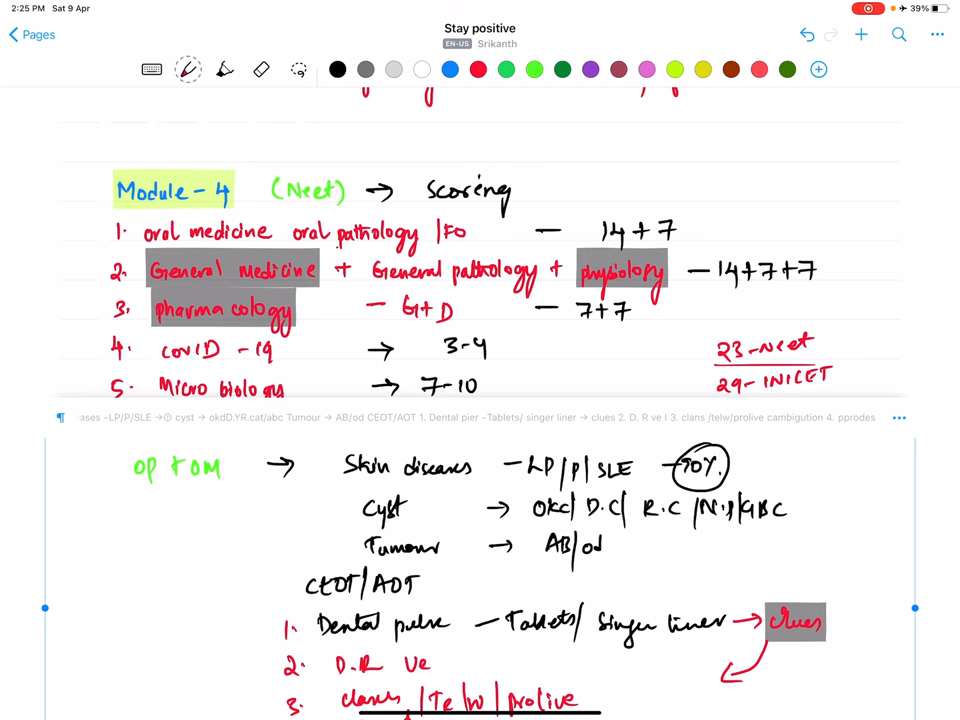 2:25 PM Sat 9 Apr
39%
Pages
Stay positive
EN-US Srikanth
Module - 4 (Neet) → Scoring
1. oral medicine oral pathology /FO — 14+7
2. General medicine + General pathology + physiology — 14+7+7
3. pharmacology — G+D — 7+7
4. COVID -19 → 3-4
23-Neet
5. Micro biology → 7-10
29-INICET
ases -LP/P/SLE →⑦ cyst → okdD.YR.cat/abc Tumour → AB/od CEOT/AOT 1. Dental pier -Tablets/ singer liner → clues 2. D. R ve I 3. clans /telw/prolive cambigution 4. pprodes
OP + OM → Skin diseases — LP/P/SLE → 70%.
Cyst → OKC/ D.C/ R.C / /GBC
Tumour → AB/od
CEOT/AOT
1. Dental pulse — Tablets/ Singer liner → clues
2. D.R Ve
3. /Te/w/ prolive